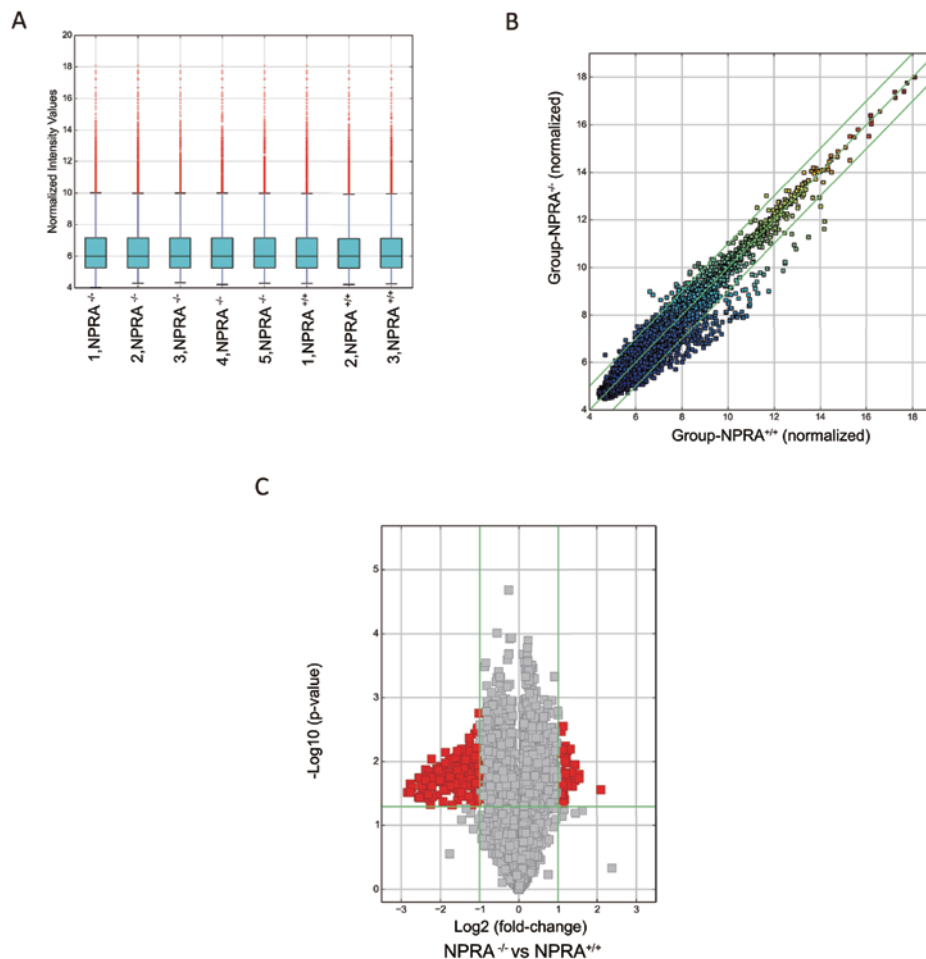 A
Normalized Intensity Values
20
18
16
14
12
10
8
6
4
1,NPRA -/-
2,NPRA -/-
3,NPRA -/-
4,NPRA -/-
5,NPRA -/-
1,NPRA +/+
2,NPRA +/+
3,NPRA +/+
B
Group-NPRA-/- (normalized)
18
16
14
12
10
8
6
4
4 6 8 10 12 14 16 18
Group-NPRA+/+ (normalized)
C
-Log10 (p-value)
5
4
3
2
1
0
−3 −2 −1 0 1 2 3
Log2 (fold-change)
NPRA -/- vs NPRA+/+